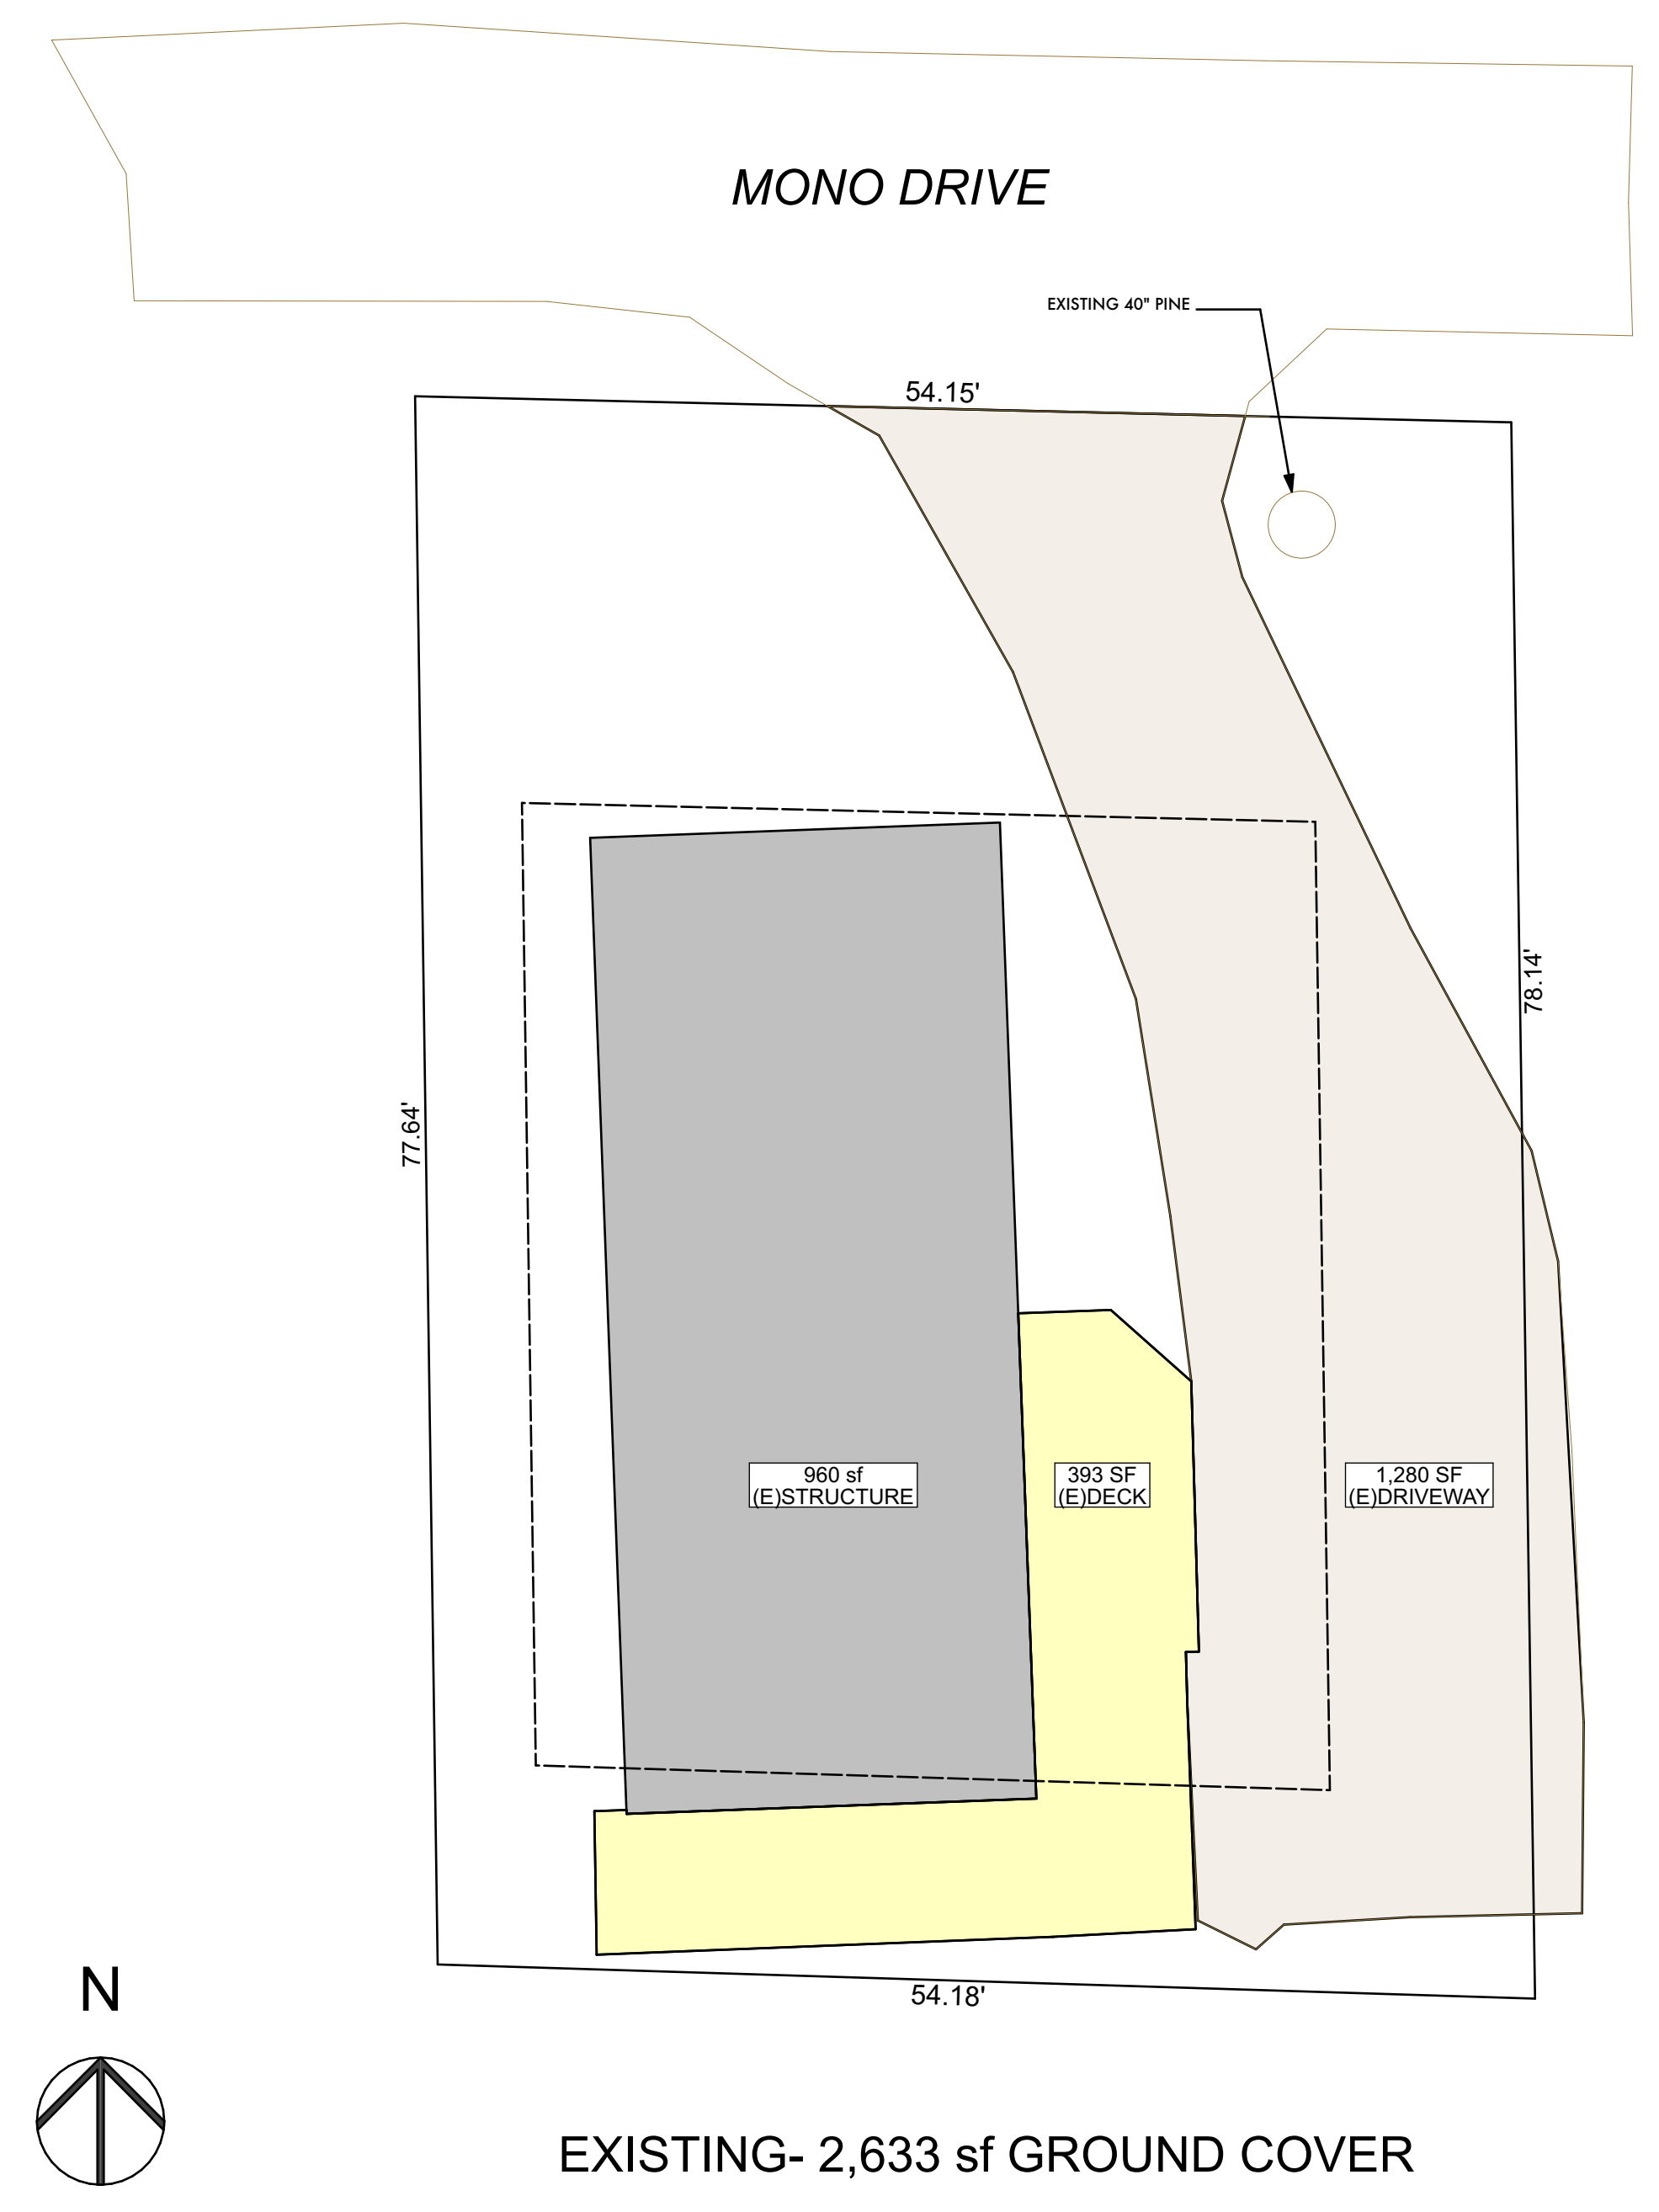 MONO DRIVE
EXISTING 40" PINE
54.15'
78.14'
77.64'
960 sf
(E)STRUCTURE
393 SF
(E)DECK
1,280 SF
(E)DRIVEWAY
54.18'
N
EXISTING- 2,633 sf GROUND COVER